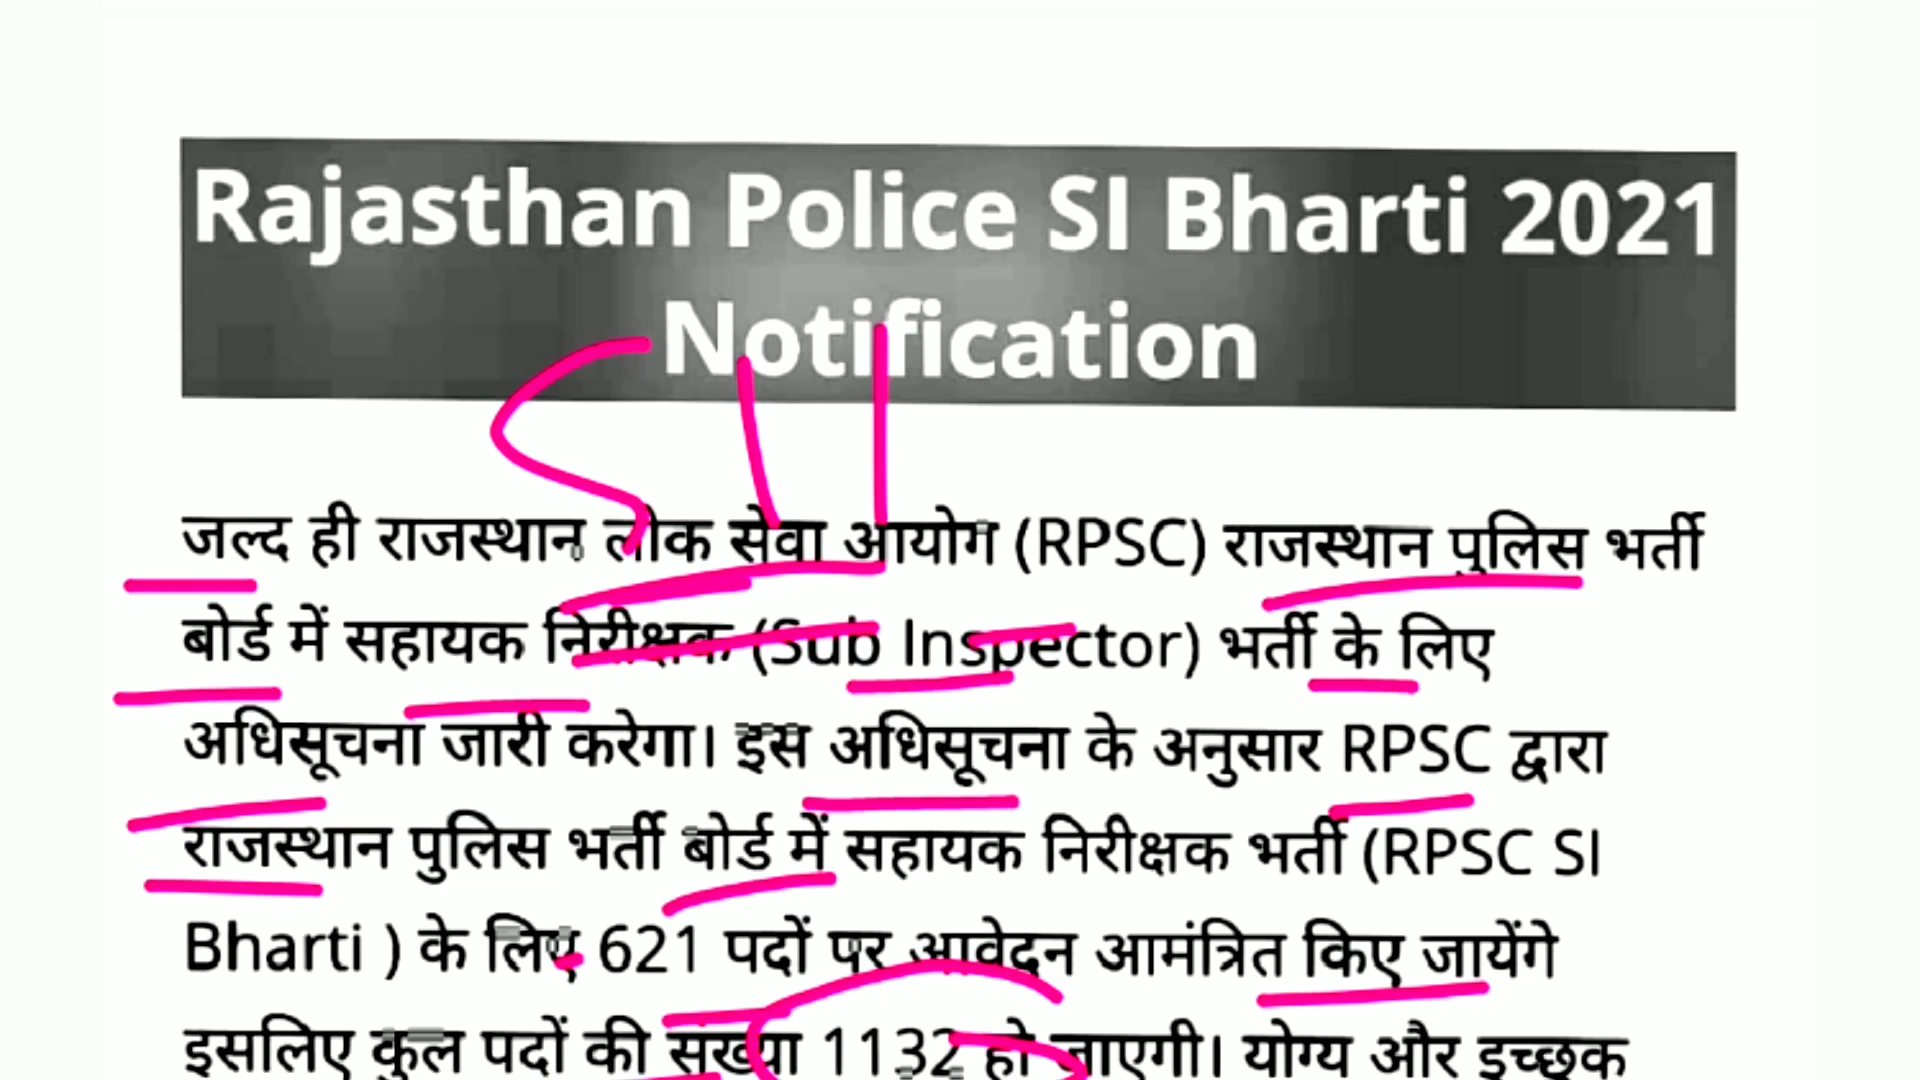 Rajasthan Police SI Bharti 2021
Notification
जल्द ही राजस्थान लोक सेवा आयोग (RPSC) राजस्थान पुलिस भर्ती
बोर्ड में सहायक निरीक्षक (Sub Inspector) भर्ती के लिए
अधिसूचना जारी करेगा। इस अधिसूचना के अनुसार RPSC द्वारा
राजस्थान पुलिस भर्ती बोर्ड में सहायक निरीक्षक भर्ती (RPSC SI
Bharti ) के लिए 621 पदों पर आवेदन आमंत्रित किए जायेंगे
इसलिए कुल पदों की संख्या 1132 हो जाएगी। योग्य और इच्छुक